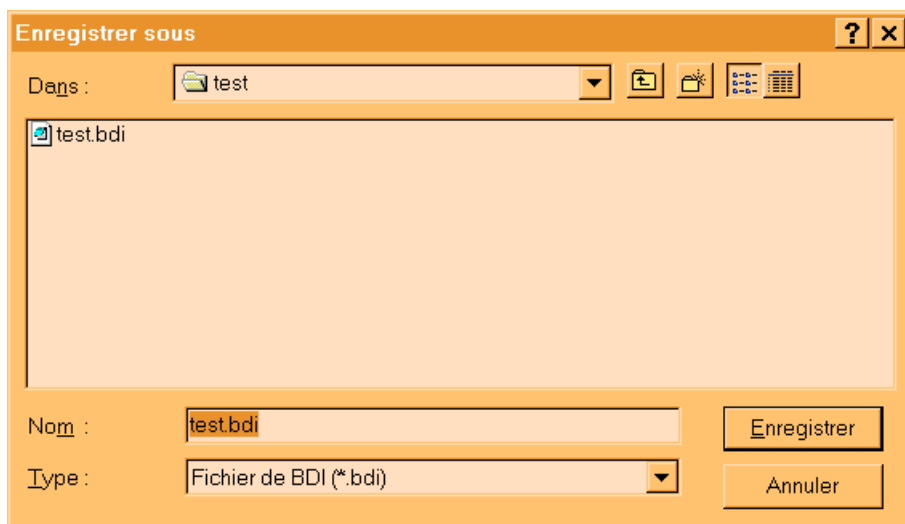 Enregistrer sous
Dans : test
test.bdi
Nom : test.bdi Enregistrer
Type : Fichier de BDI (*.bdi) Annuler